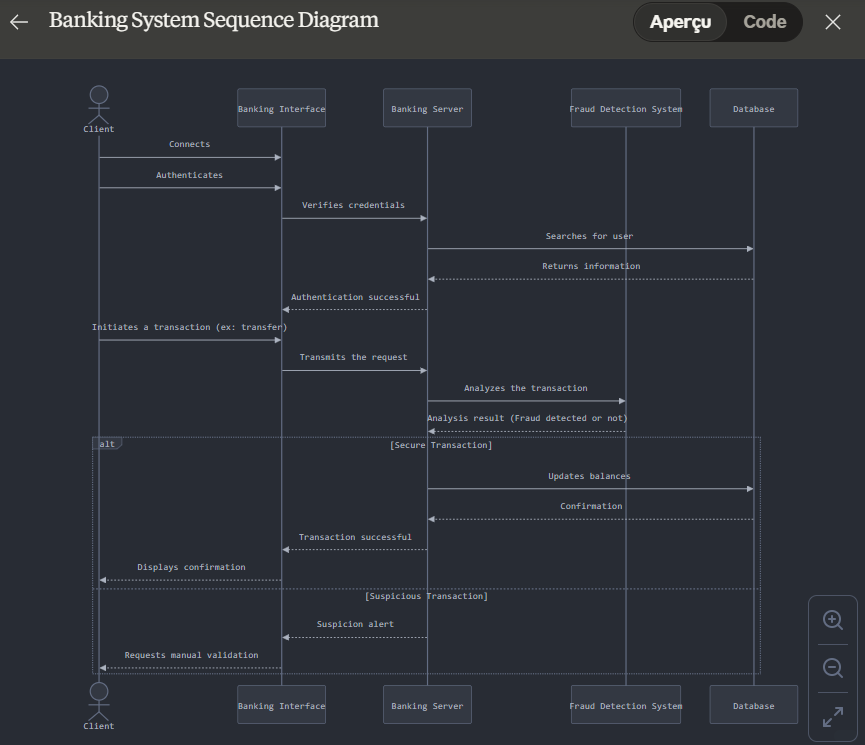 Banking System Sequence Diagram
Aperçu
Code
Client
Banking Interface
Banking Server
Fraud Detection System
Database
Connects
Authenticates
Verifies credentials
Searches for user
Returns information
Authentication successful
Initiates a transaction (ex: transfer)
Transmits the request
Analyzes the transaction
Analysis result (Fraud detected or not)
alt
[Secure Transaction]
Updates balances
Confirmation
Transaction successful
Displays confirmation
[Suspicious Transaction]
Suspicion alert
Requests manual validation
Client
Banking Interface
Banking Server
Fraud Detection System
Database